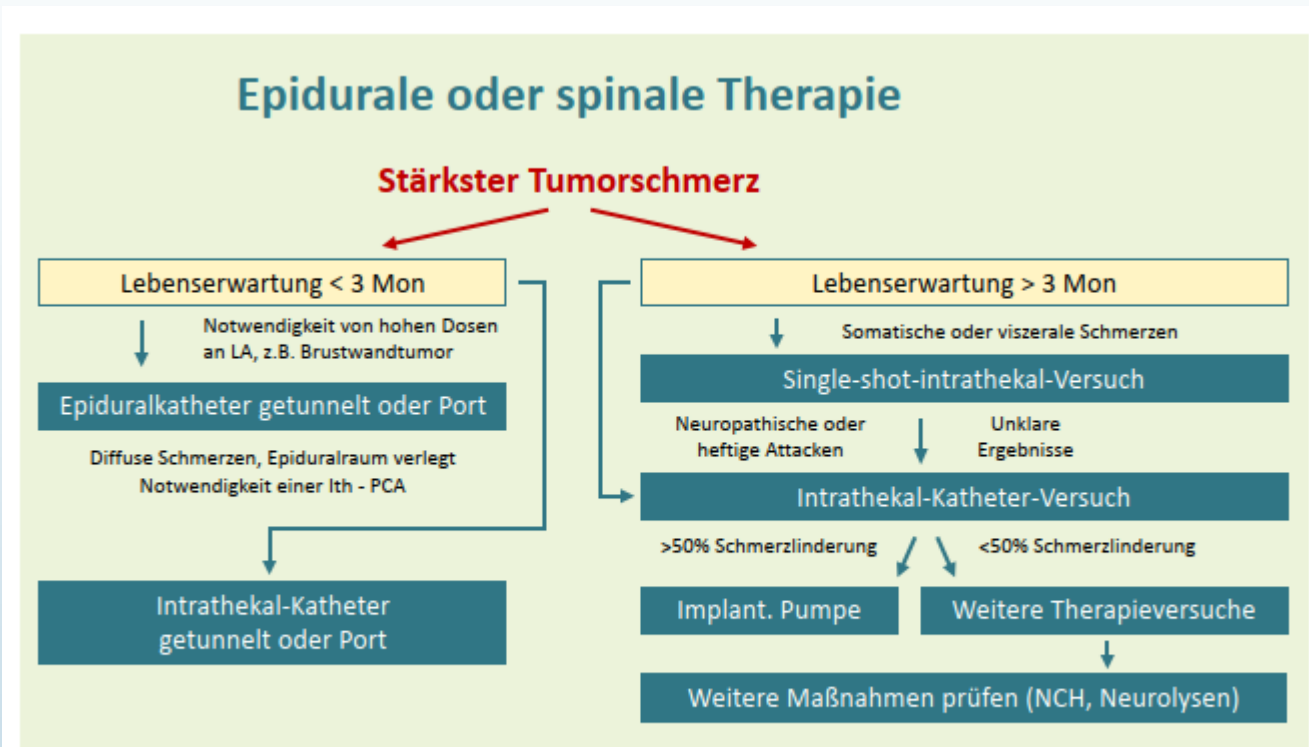 Epidurale oder spinale Therapie
Stärkster Tumorschmerz
Lebenserwartung < 3 Mon
Notwendigkeit von hohen Dosen
an LA, z.B. Brustwandtumor
Epiduralkatheter getunnelt oder Port
Diffuse Schmerzen, Epiduralraum verlegt
Notwendigkeit einer Ith - PCA
Intrathekal-Katheter
getunnelt oder Port
Lebenserwartung > 3 Mon
Somatische oder viszerale Schmerzen
Single-shot-intrathekal-Versuch
Neuropathische oder
heftige Attacken
Unklare
Ergebnisse
Intrathekal-Katheter-Versuch
>50% Schmerzlinderung
<50% Schmerzlinderung
Implant. Pumpe
Weitere Therapieversuche
Weitere Maßnahmen prüfen (NCH, Neurolysen)